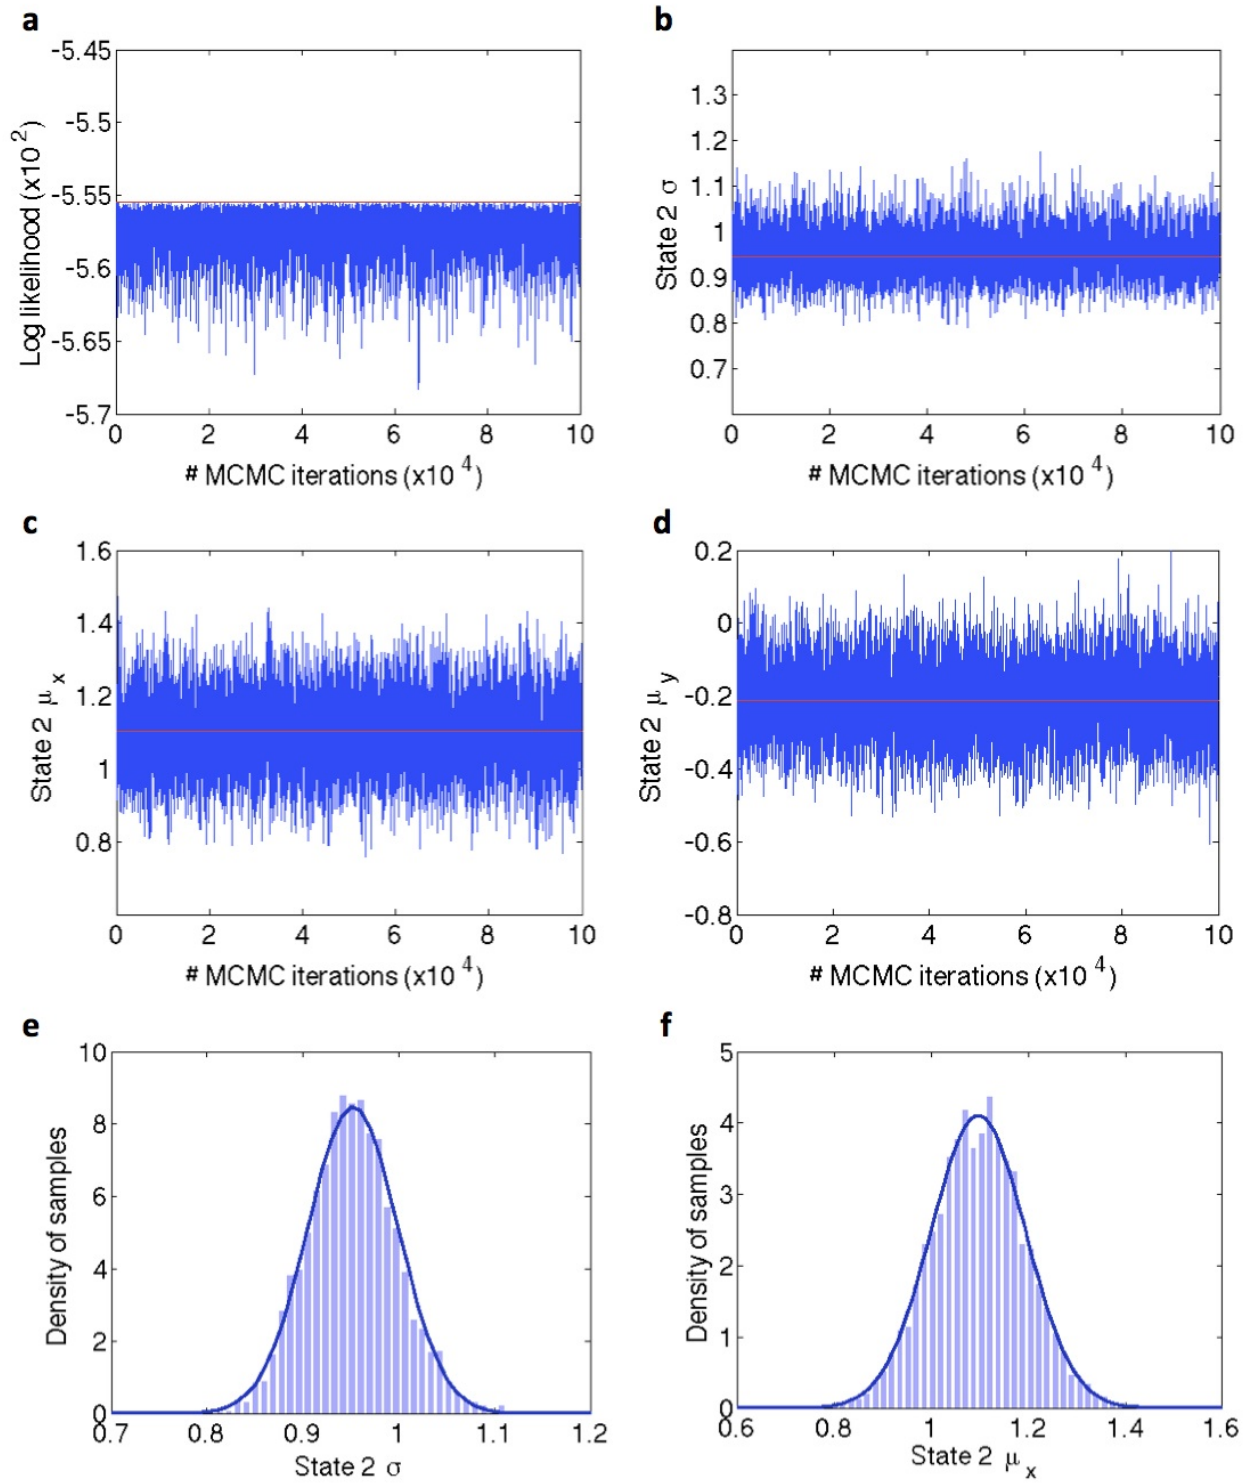 a
-5.45
-5.5
-5.55
-5.6
-5.65
-5.7
Log likelihood (x10 2)
0 2 4 6 8 10
# MCMC iterations (x10 4)
b
1.3
1.2
1.1
1
0.9
0.8
0.7
State 2 σ
0 2 4 6 8 10
# MCMC iterations (x10 4)
c
1.6
1.4
1.2
1
0.8
State 2 μ x
0 2 4 6 8 10
# MCMC iterations (x10 4)
d
0.2
0
-0.2
-0.4
-0.6
-0.8
State 2 μ y
0 2 4 6 8 10
# MCMC iterations (x10 4)
e
10
8
6
4
2
0
Density of samples
0.7 0.8 0.9 1 1.1 1.2
State 2 σ
f
5
4
3
2
1
0
Density of samples
0.6 0.8 1 1.2 1.4 1.6
State 2 μ x